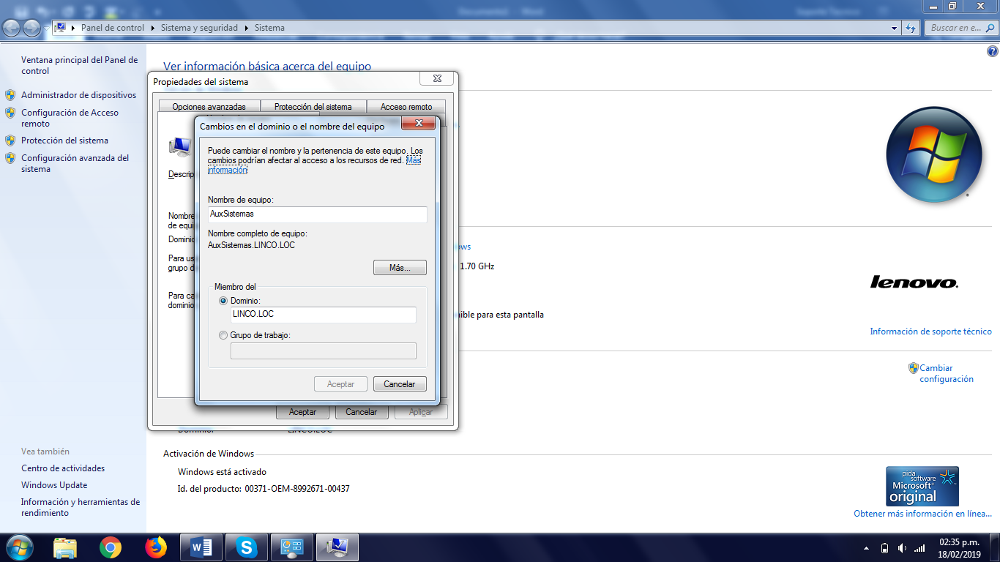 Panel de control
Sistema y seguridad
Sistema
Buscar en e...
Ventana principal del Panel de
control
Administrador de dispositivos
Configuración de Acceso
remoto
Protección del sistema
Configuración avanzada del
sistema
Vea también
Centro de actividades
Windows Update
Información y herramientas de
rendimiento
Ver información básica acerca del equipo
Propiedades del sistema
Opciones avanzadas
Protección del sistema
Acceso remoto
Cambios en el dominio o el nombre del equipo
Puede cambiar el nombre y la pertenencia de este equipo. Los
cambios podrían afectar al acceso a los recursos de red. Más
información
Nombre de equipo:
AuxSistemas
Nombre completo de equipo:
AuxSistemas.LINCO.LOC
Más...
Miembro del
Dominio:
LINCO.LOC
Grupo de trabajo:
Aceptar
Cancelar
Descrip
Nombre
de equi
Dominio
Para us
grupo d
Para ca
dominio
Aceptar
Cancelar
Aplicar
ows
1.70 GHz
nible para esta pantalla
lenovo
Información de soporte técnico
Cambiar
configuración
Dominio: LINCO.LOC
Activación de Windows
Windows está activado
Id. del producto: 00371-OEM-8992671-00437
pida
software
Microsoft®
original
Obtener más información en línea...
02:35 p.m.
18/02/2019